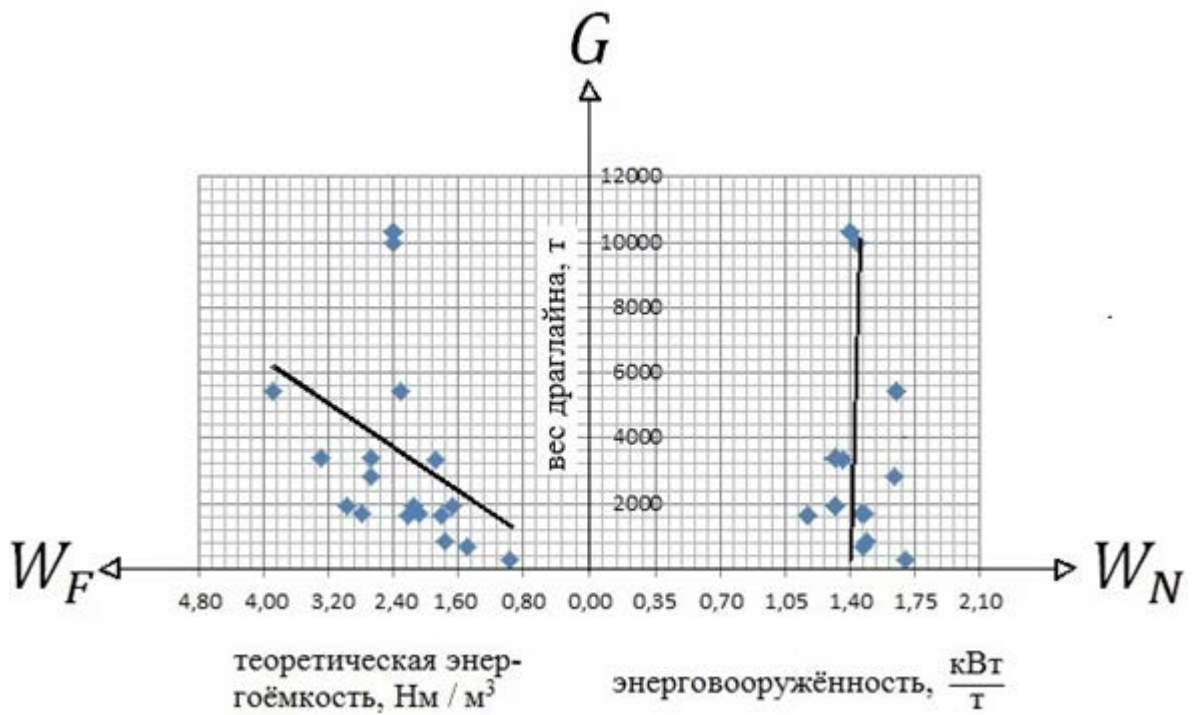 G
12000
10000
8000
6000
4000
2000
вес драглайна, т
W_F
W_N
4,80 4,00 3,20 2,40 1,60 0,80 0,00 0,35 0,70 1,05 1,40 1,75 2,10
теоретическая энер-
гоёмкость, Нм / м³
энерговооружённость, кВт/т